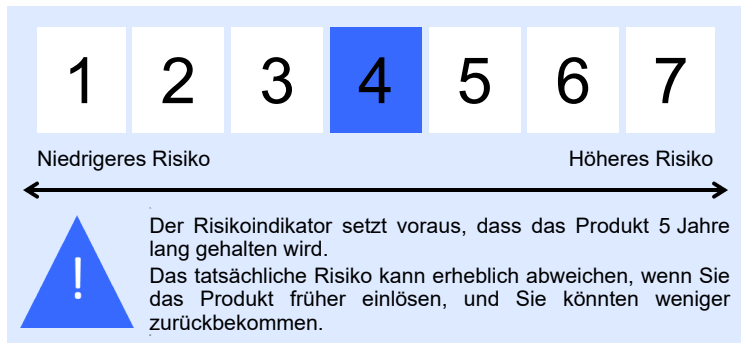 1 2 3 4 5 6 7
Niedrigeres Risiko Höheres Risiko
Der Risikoindikator setzt voraus, dass das Produkt 5 Jahre
lang gehalten wird.
!
Das tatsächliche Risiko kann erheblich abweichen, wenn Sie
das Produkt früher einlösen, und Sie könnten weniger
zurückbekommen.